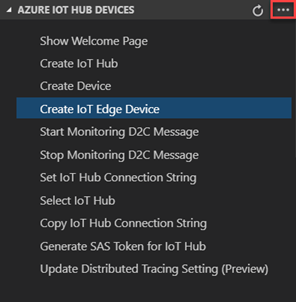 AZURE IOT HUB DEVICES
Show Welcome Page
Create IoT Hub
Create Device
Create IoT Edge Device
Start Monitoring D2C Message
Stop Monitoring D2C Message
Set IoT Hub Connection String
Select IoT Hub
Copy IoT Hub Connection String
Generate SAS Token for IoT Hub
Update Distributed Tracing Setting (Preview)